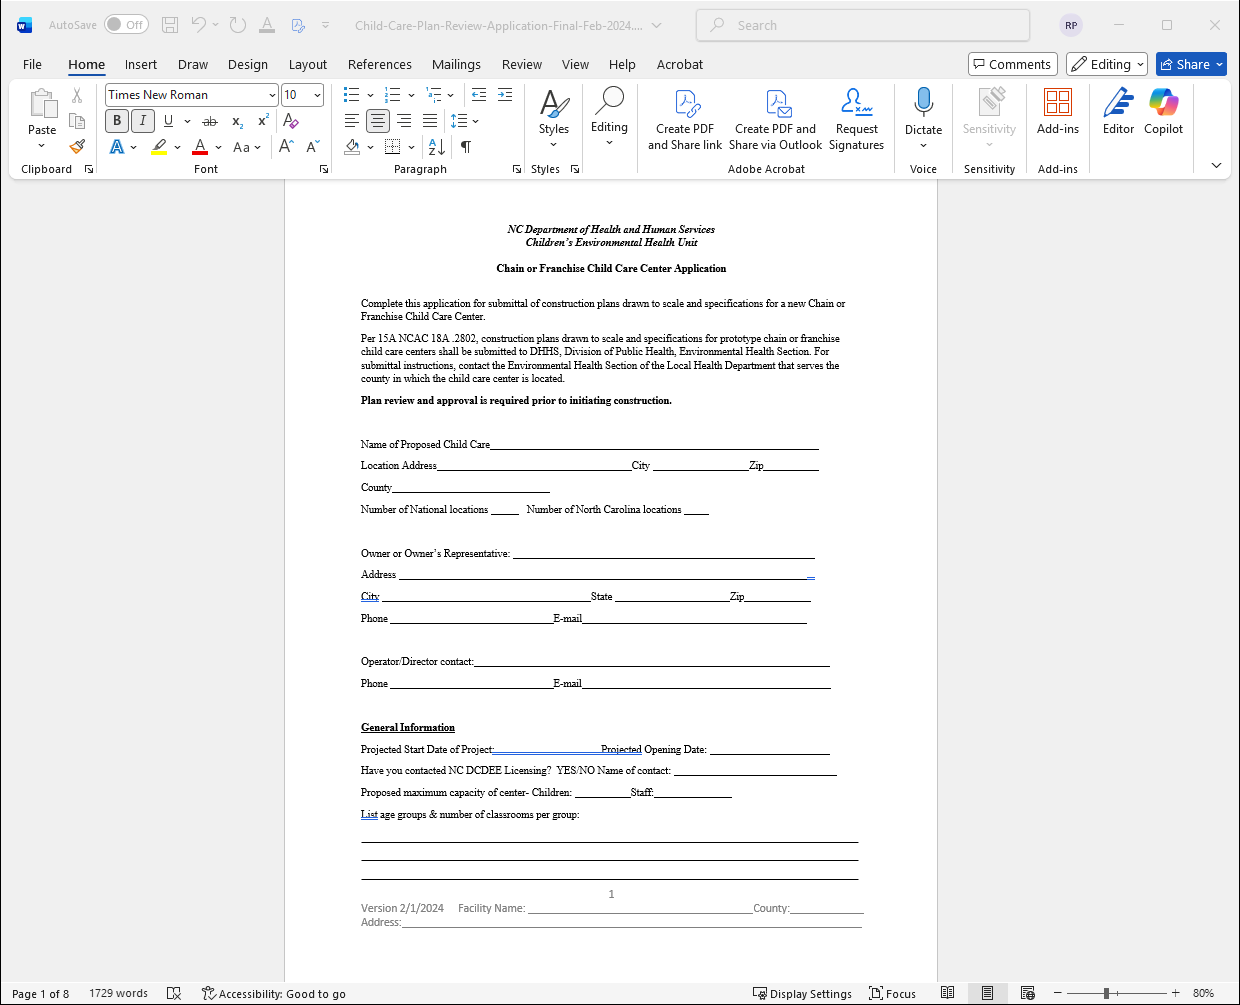 AutoSave Off Child-Care-Plan-Review-Application-Final-Feb-2024.... Search RP
File Home Insert Draw Design Layout References Mailings Review View Help Acrobat Comments Editing Share
Times New Roman 10
Paste Styles Editing Create PDF and Share link Create PDF and Share via Outlook Request Signatures Dictate Sensitivity Add-ins Editor Copilot
Clipboard Font Paragraph Styles Adobe Acrobat Voice Sensitivity Add-ins
NC Department of Health and Human Services
Children's Environmental Health Unit
Chain or Franchise Child Care Center Application
Complete this application for submittal of construction plans drawn to scale and specifications for a new Chain or
Franchise Child Care Center.
Per 15A NCAC 18A .2802, construction plans drawn to scale and specifications for prototype chain or franchise
child care centers shall be submitted to DHHS, Division of Public Health, Environmental Health Section. For
submittal instructions, contact the Environmental Health Section of the Local Health Department that serves the
county in which the child care center is located.
Plan review and approval is required prior to initiating construction.
Name of Proposed Child Care
Location Address City Zip
County
Number of National locations Number of North Carolina locations
Owner or Owner's Representative:
Address
City State Zip
Phone E-mail
Operator/Director contact:
Phone E-mail
General Information
Projected Start Date of Project: Projected Opening Date:
Have you contacted NC DCDEE Licensing? YES/NO Name of contact:
Proposed maximum capacity of center- Children: Staff:
List age groups & number of classrooms per group:
1
Version 2/1/2024 Facility Name: County:
Address:
Page 1 of 8 1729 words Accessibility: Good to go Display Settings Focus 80%